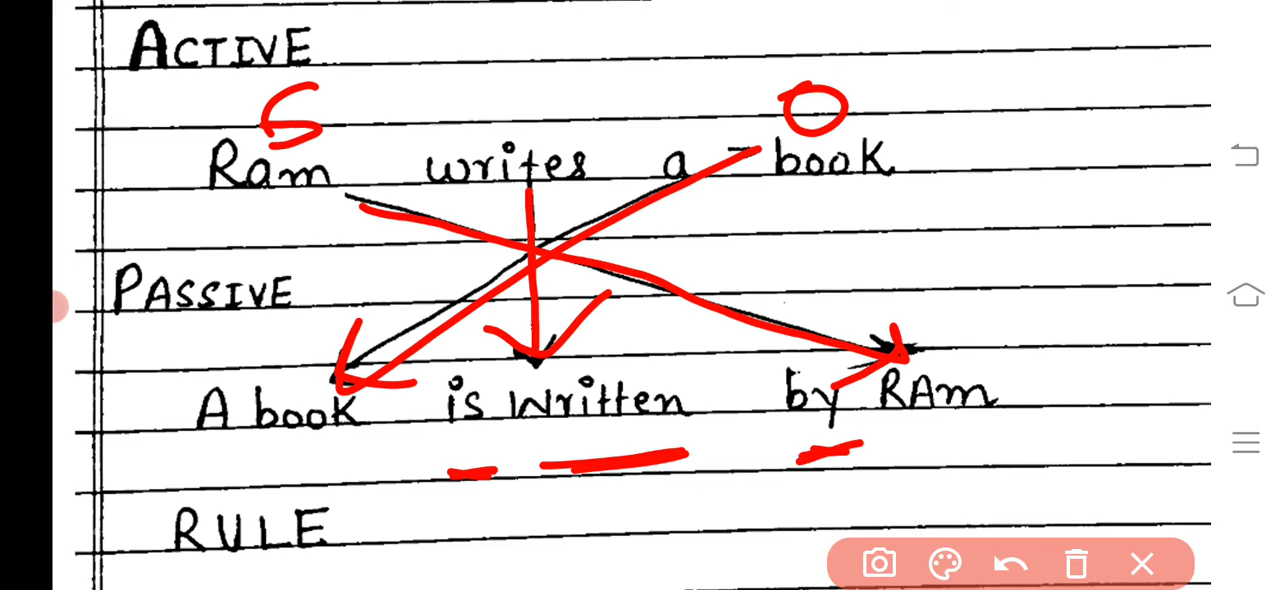 ACTIVE
S O
Ram writes a book
PASSIVE
A book is written by RAm
RULE